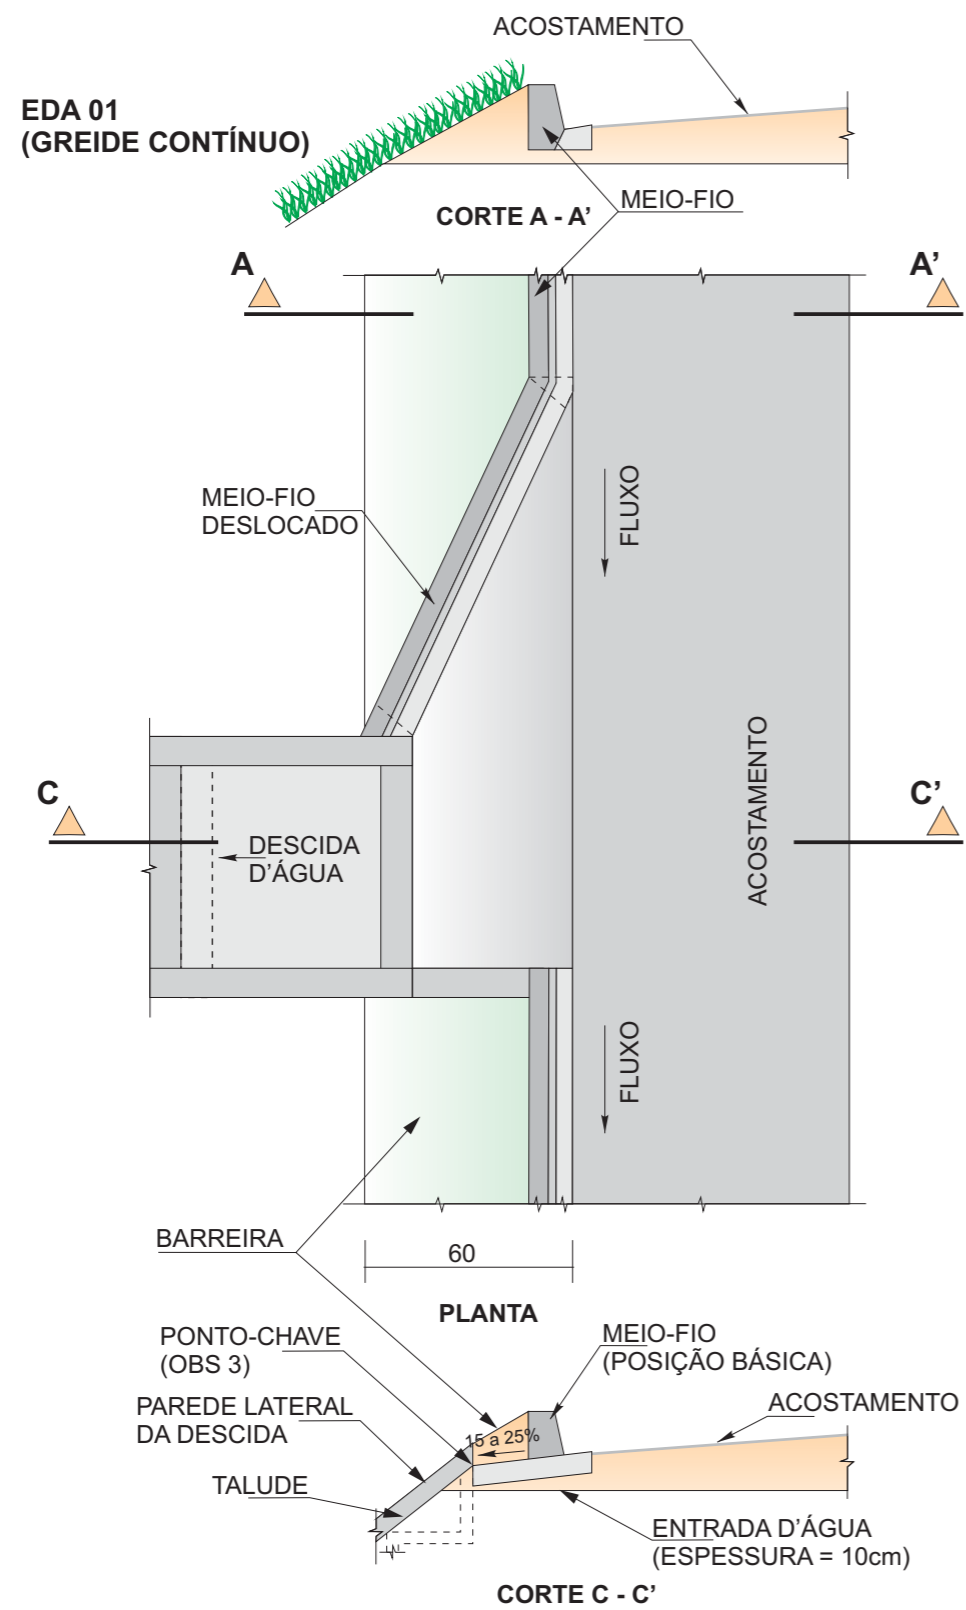 ACOSTAMENTO
EDA 01
(GREIDE CONTÍNUO)
MEIO-FIO
CORTE A - A’
A
A’
MEIO-FIO
DESLOCADO
FLUXO
ACOSTAMENTO
C
C’
DESCIDA
D’ÁGUA
FLUXO
BARREIRA
60
PLANTA
PONTO-CHAVE
(OBS 3)
MEIO-FIO
(POSIÇÃO BÁSICA)
PAREDE LATERAL
DA DESCIDA
ACOSTAMENTO
15 a 25%
TALUDE
ENTRADA D’ÁGUA
(ESPESSURA = 10cm)
CORTE C - C’